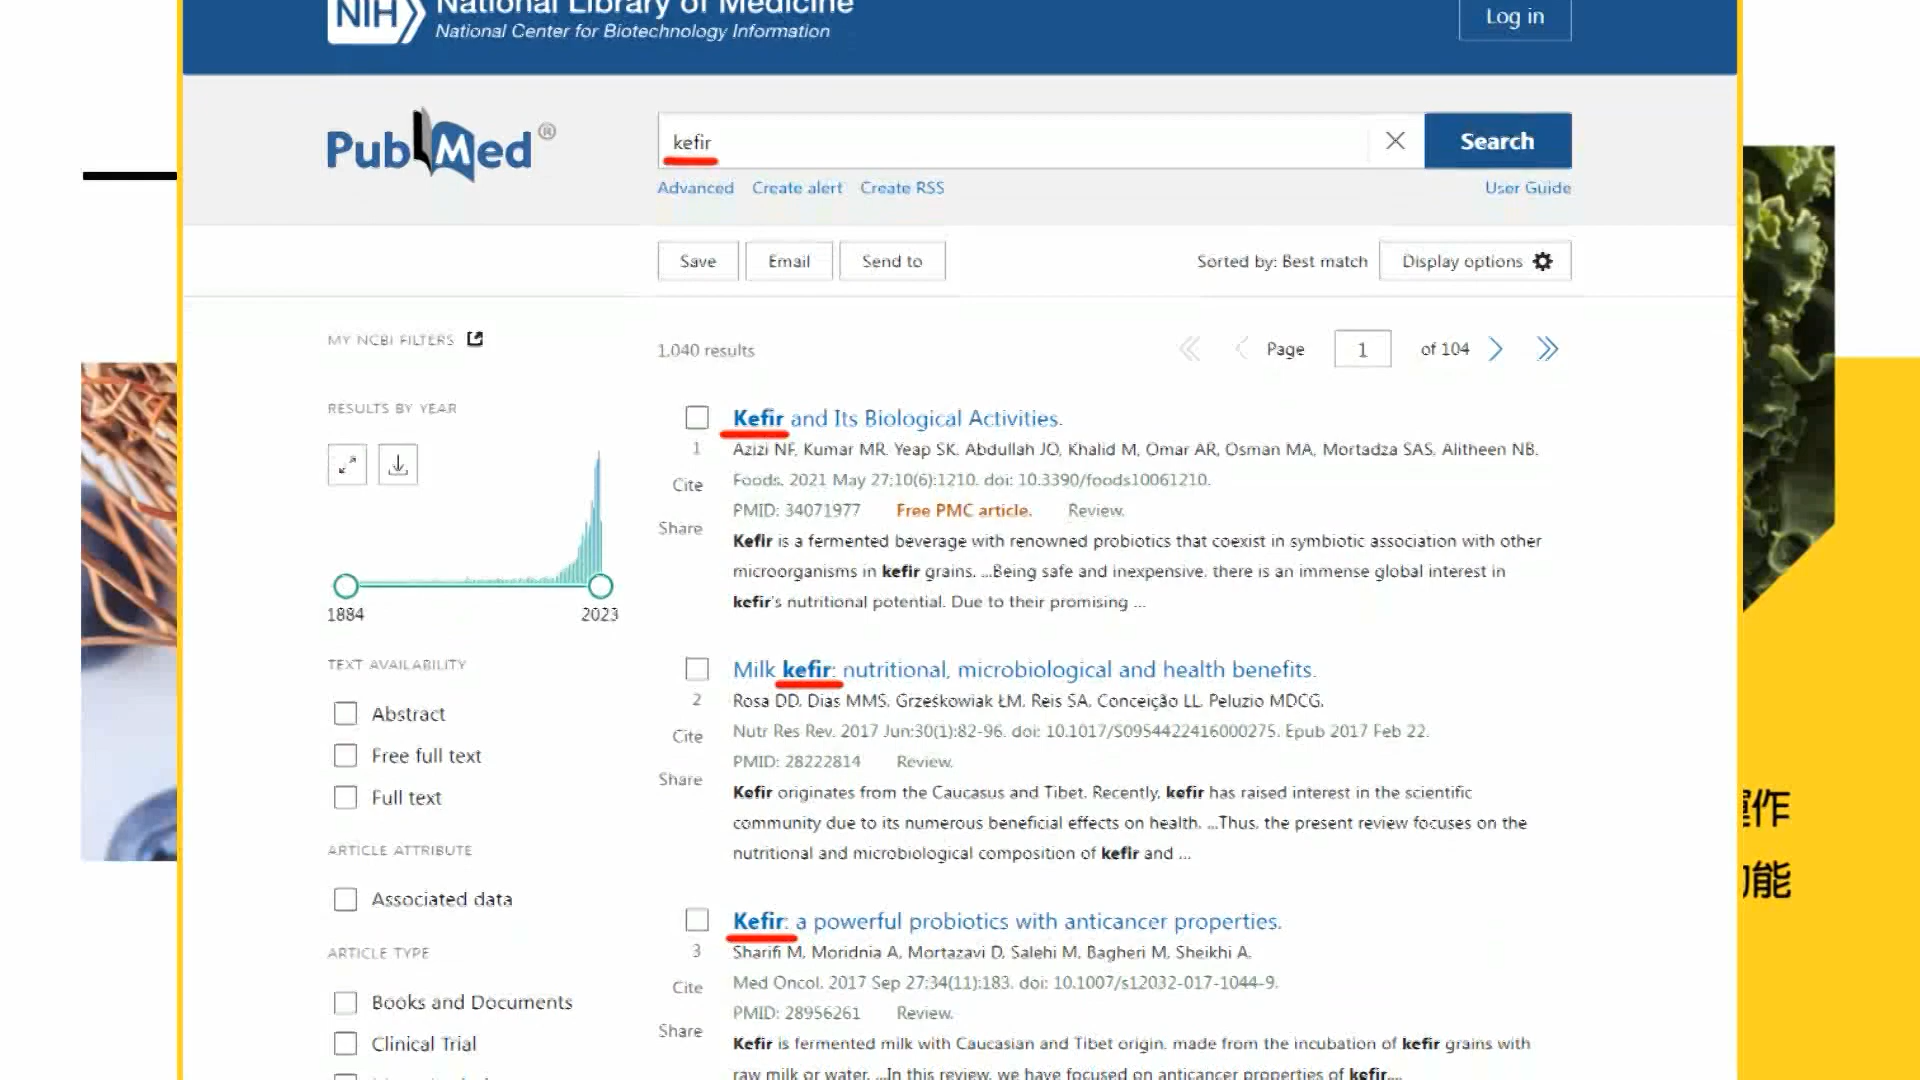 NIH National Library of Medicine
National Center for Biotechnology Information
Log in
PubMed®
kefir
Search
Advanced Create alert Create RSS
User Guide
Save Email Send to
Sorted by: Best match Display options
MY NCBI FILTERS
1,040 results
Page 1 of 104
RESULTS BY YEAR
1884 2023
TEXT AVAILABILITY
Abstract
Free full text
Full text
ARTICLE ATTRIBUTE
Associated data
ARTICLE TYPE
Books and Documents
Clinical Trial
Kefir and Its Biological Activities.
1
Azizi NF, Kumar MR, Yeap SK, Abdullah JO, Khalid M, Omar AR, Osman MA, Mortadza SAS, Alitheen NB.
Cite
Foods. 2021 May 27;10(6):1210. doi: 10.3390/foods10061210.
PMID: 34071977 Free PMC article. Review.
Share
Kefir is a fermented beverage with renowned probiotics that coexist in symbiotic association with other
microorganisms in kefir grains. ...Being safe and inexpensive, there is an immense global interest in
kefir's nutritional potential. Due to their promising ...
Milk kefir: nutritional, microbiological and health benefits.
2
Rosa DD, Dias MMS, Grześkowiak ŁM, Reis SA, Conceição LL, Peluzio MDCG.
Cite
Nutr Res Rev. 2017 Jun;30(1):82-96. doi: 10.1017/S0954422416000275. Epub 2017 Feb 22.
PMID: 28222814 Review.
Share
Kefir originates from the Caucasus and Tibet. Recently, kefir has raised interest in the scientific
community due to its numerous beneficial effects on health. ...Thus, the present review focuses on the
nutritional and microbiological composition of kefir and ...
Kefir: a powerful probiotics with anticancer properties.
3
Sharifi M, Moridnia A, Mortazavi D, Salehi M, Bagheri M, Sheikhi A.
Cite
Med Oncol. 2017 Sep 27;34(11):183. doi: 10.1007/s12032-017-1044-9.
PMID: 28956261 Review.
Share
Kefir is fermented milk with Caucasian and Tibet origin, made from the incubation of kefir grains with
raw milk or water. ...In this review, we have focused on anticancer properties of kefir....
作
能